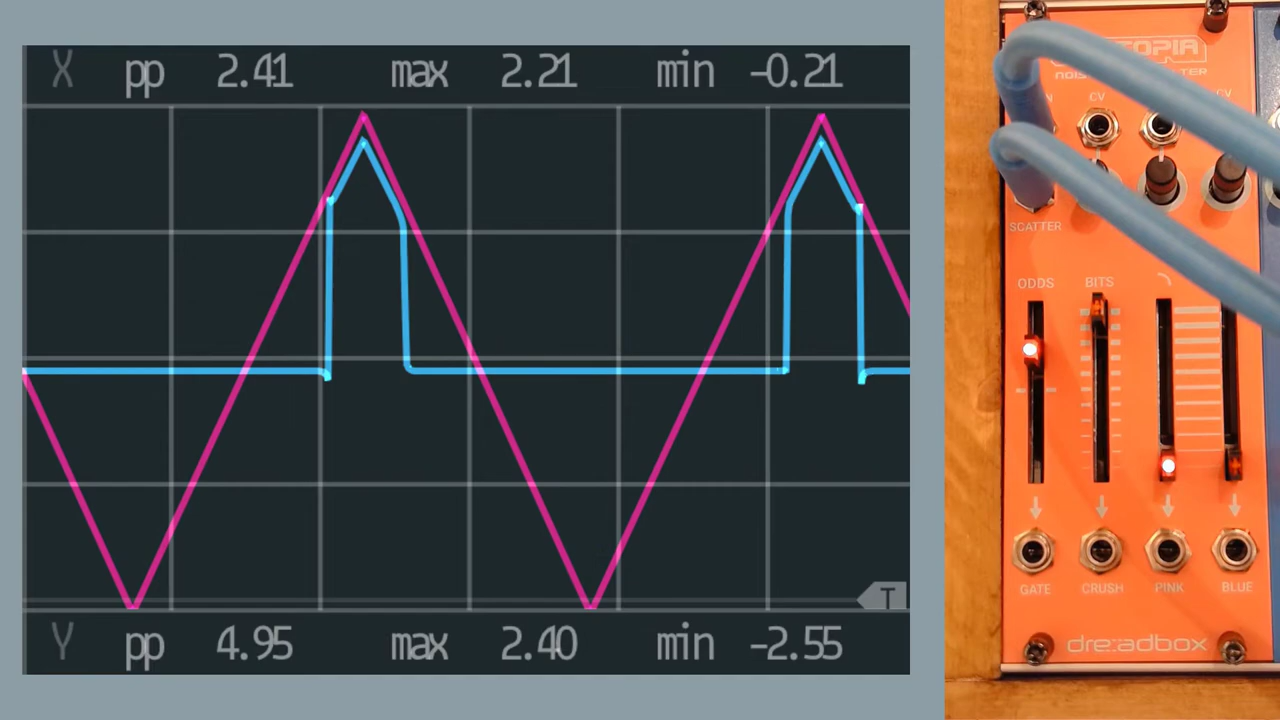 X pp 2.41 max 2.21 min -0.21
T
Y pp 4.95 max 2.40 min -2.55
CV
CV
SCATTER
ODDS BITS
GATE CRUSH PINK BLUE
dreadbox